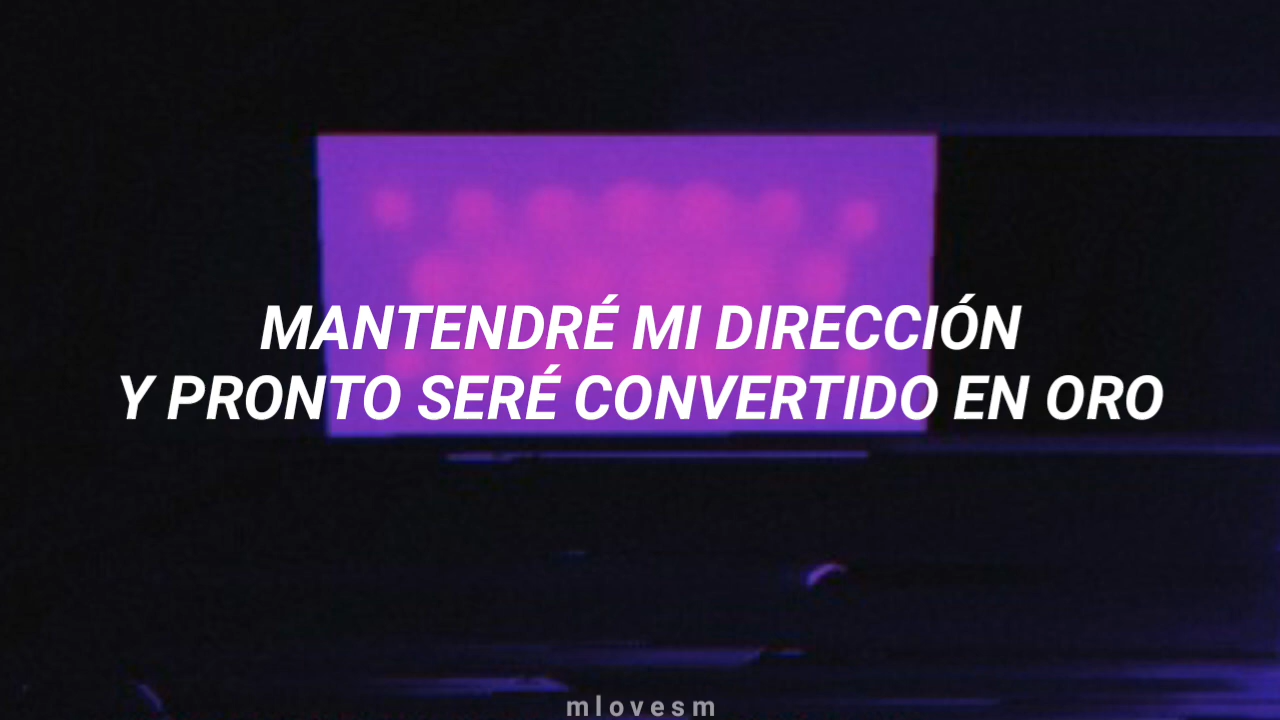 MANTENDRÉ MI DIRECCIÓN
Y PRONTO SERÉ CONVERTIDO EN ORO
mlovesm